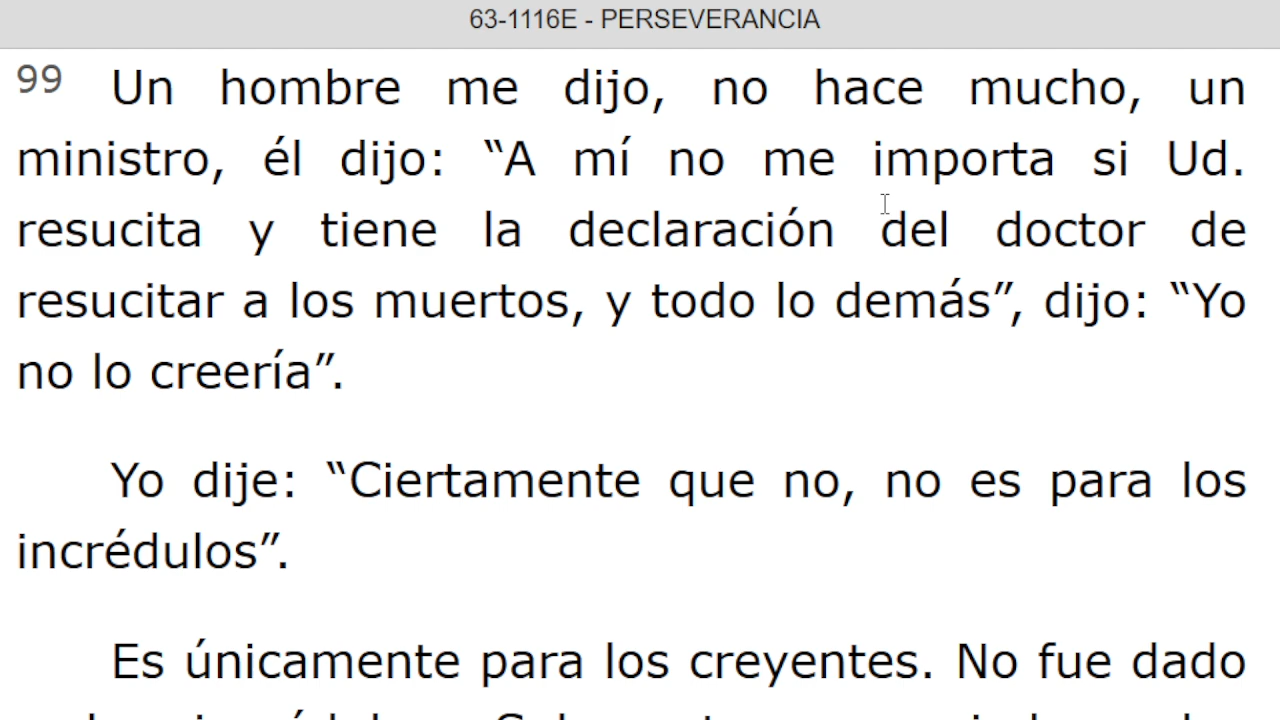 63-1116E - PERSEVERANCIA
99 Un hombre me dijo, no hace mucho, un
ministro, él dijo: “A mí no me importa si Ud.
resucita y tiene la declaración del doctor de
resucitar a los muertos, y todo lo demás”, dijo: “Yo
no lo creería”.
Yo dije: “Ciertamente que no, no es para los
incrédulos”.
Es únicamente para los creyentes. No fue dado